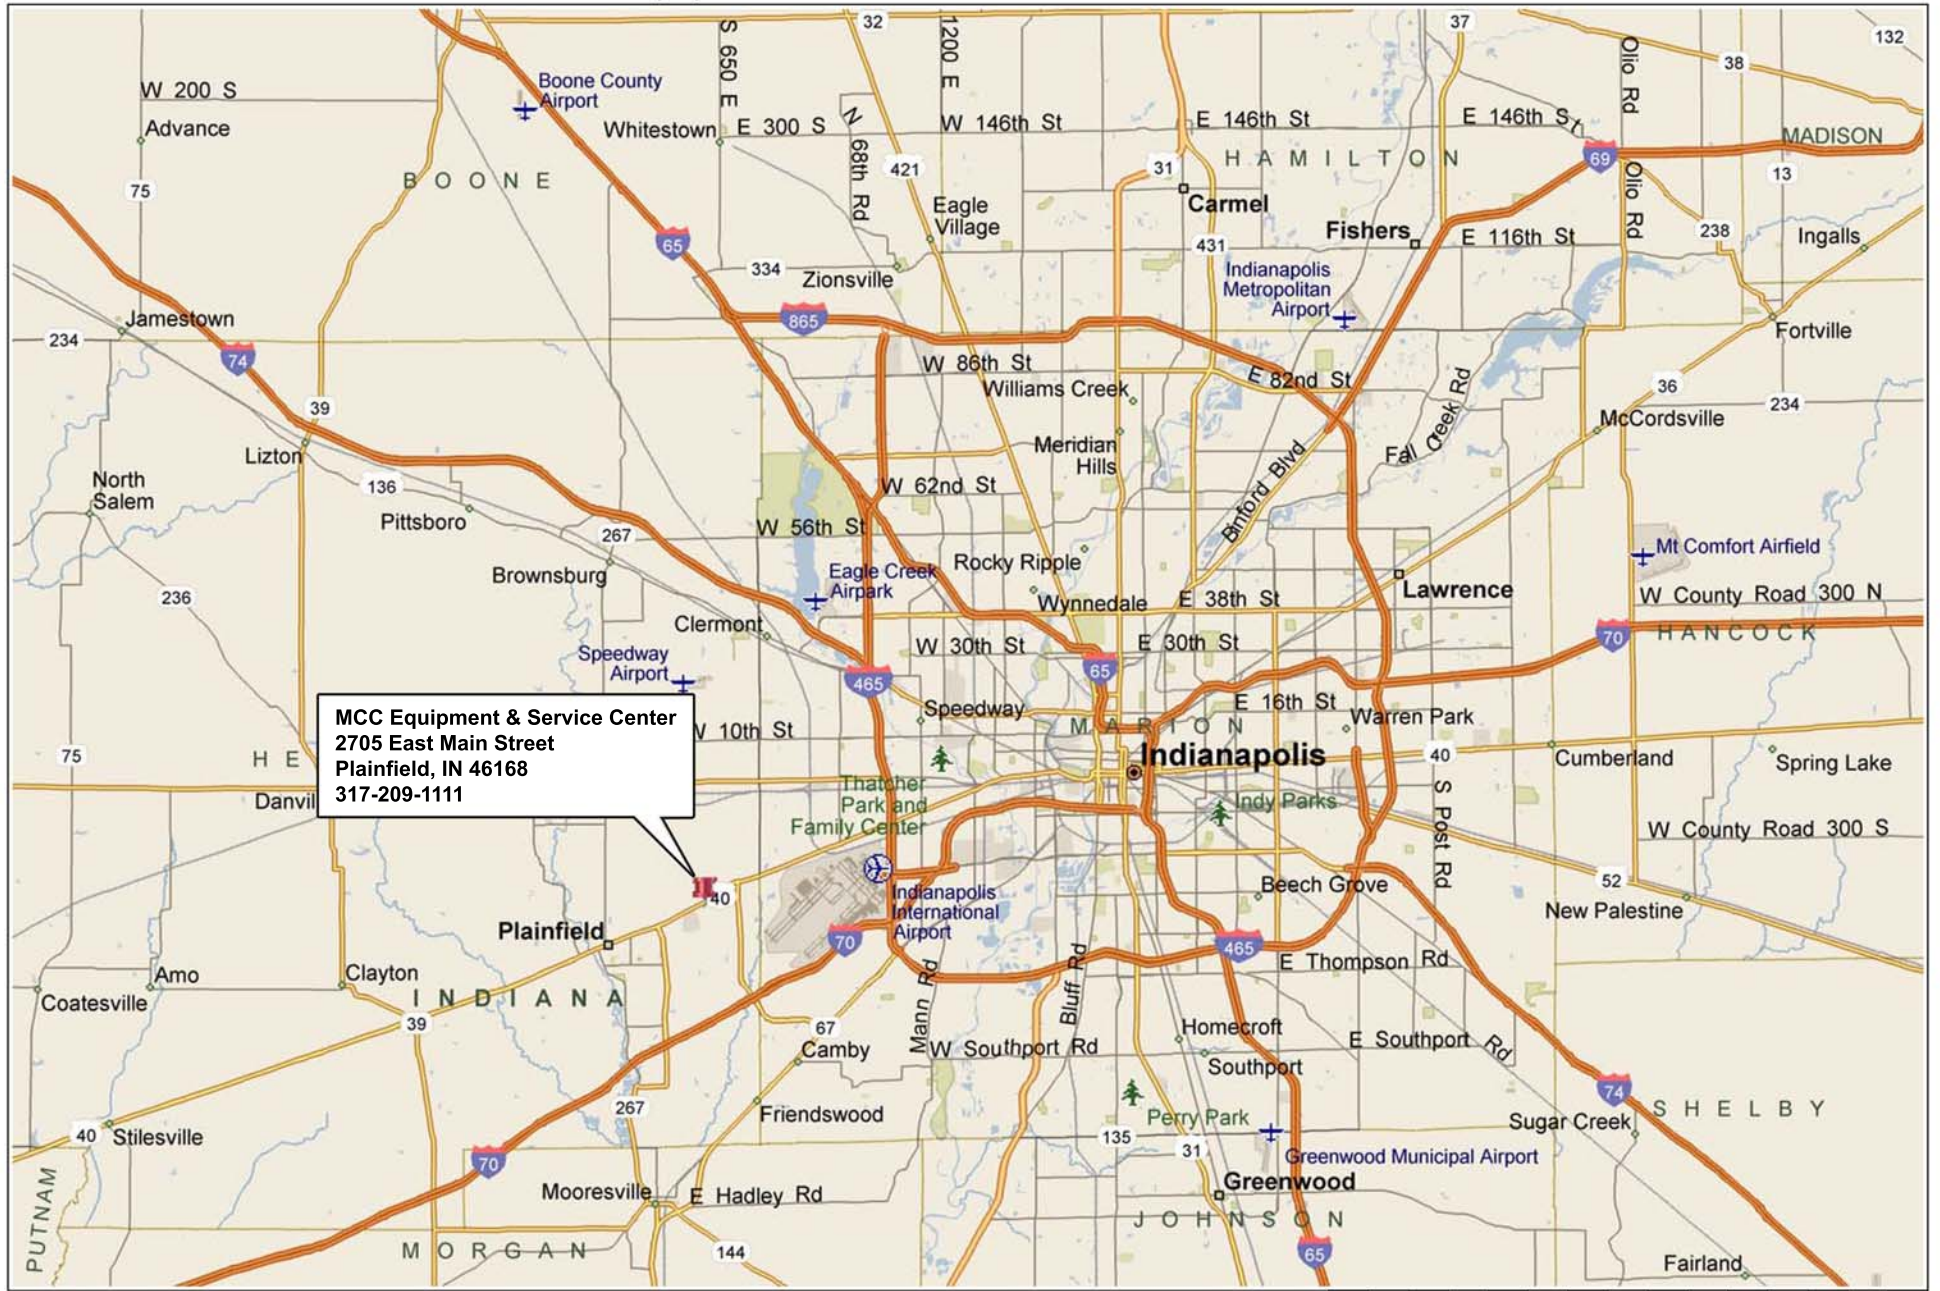 32
37
132
38
S 650 E
1200 E
Olio Rd
Boone County
Airport
W 200 S
Advance
Whitestown
E 300 S
N 68th Rd
W 146th St
E 146th St
E 146th St
MADISON
69
H A M I L T O N
421
31
13
B O O N E
75
Carmel
Eagle
Village
Olio Rd
Fishers
E 116th St
238
Ingalls
65
431
334
Zionsville
Indianapolis
Metropolitan
Airport
Jamestown
865
Fortville
234
74
W 86th St
Williams Creek
E 82nd St
Fall Creek Rd
36
234
39
McCordsville
Lizton
Meridian
Hills
Binford Blvd
North
Salem
136
W 62nd St
Pittsboro
W 56th St
267
Mt Comfort Airfield
Brownsburg
Rocky Ripple
Eagle Creek
Airpark
Lawrence
236
Wynnedale
E 38th St
W County Road 300 N
Clermont
70
H A N C O C K
Speedway
Airport
W 30th St
E 30th St
65
465
MCC Equipment & Service Center
2705 East Main Street
Plainfield, IN 46168
317-209-1111
Speedway
E 16th St
Warren Park
M A R I O N
W 10th St
75
H E
Indianapolis
40
Cumberland
Spring Lake
Danvil
Thatcher
Park and
Family Center
Indy Parks
S Post Rd
W County Road 300 S
40
Indianapolis
International
Airport
Beech Grove
52
New Palestine
Plainfield
70
465
E Thompson Rd
Amo
Clayton
Coatesville
I N D I A N A
Mann Rd
Bluff Rd
39
67
Homecroft
Camby
W Southport Rd
E Southport Rd
Southport
74
S H E L B Y
267
Friendswood
Perry Park
Sugar Creek
40
Stilesville
135
31
Greenwood Municipal Airport
70
PUTNAM
Mooresville
E Hadley Rd
Greenwood
J O H N S O N
M O R G A N
144
65
Fairland